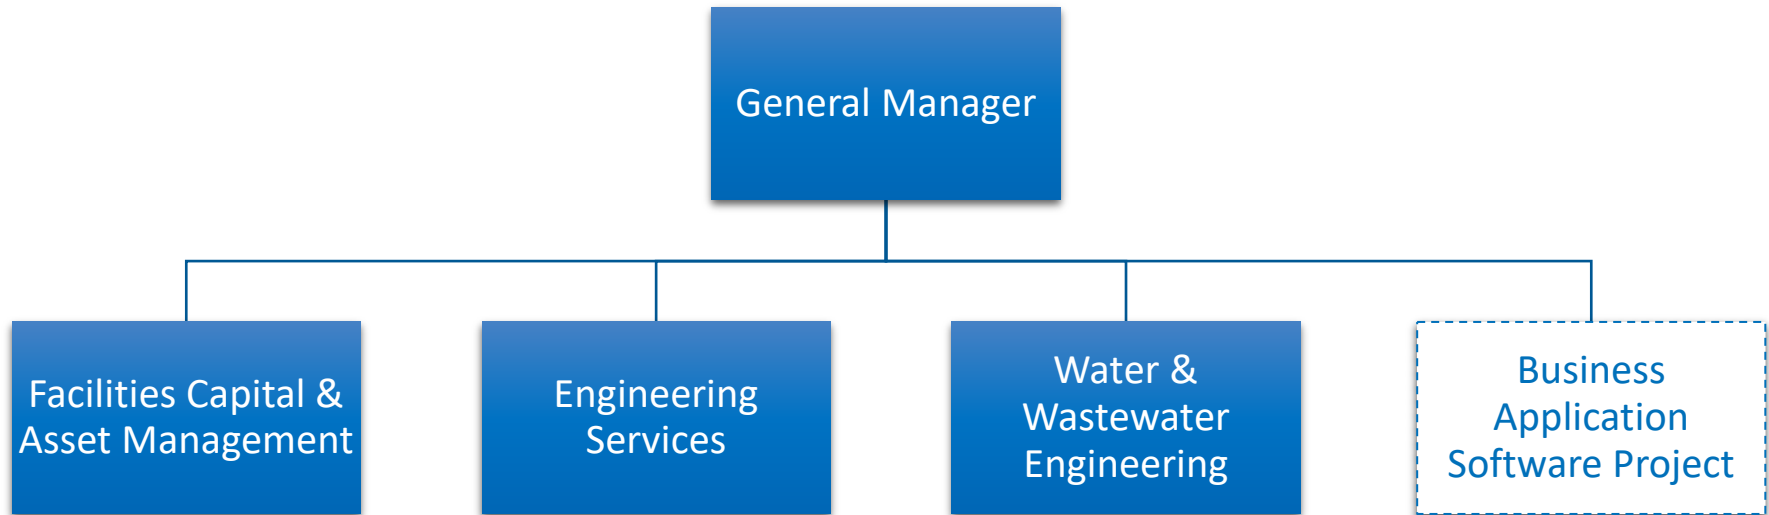 General Manager
Facilities Capital &
Asset Management
Engineering
Services
Water &
Wastewater
Engineering
Business
Application
Software Project